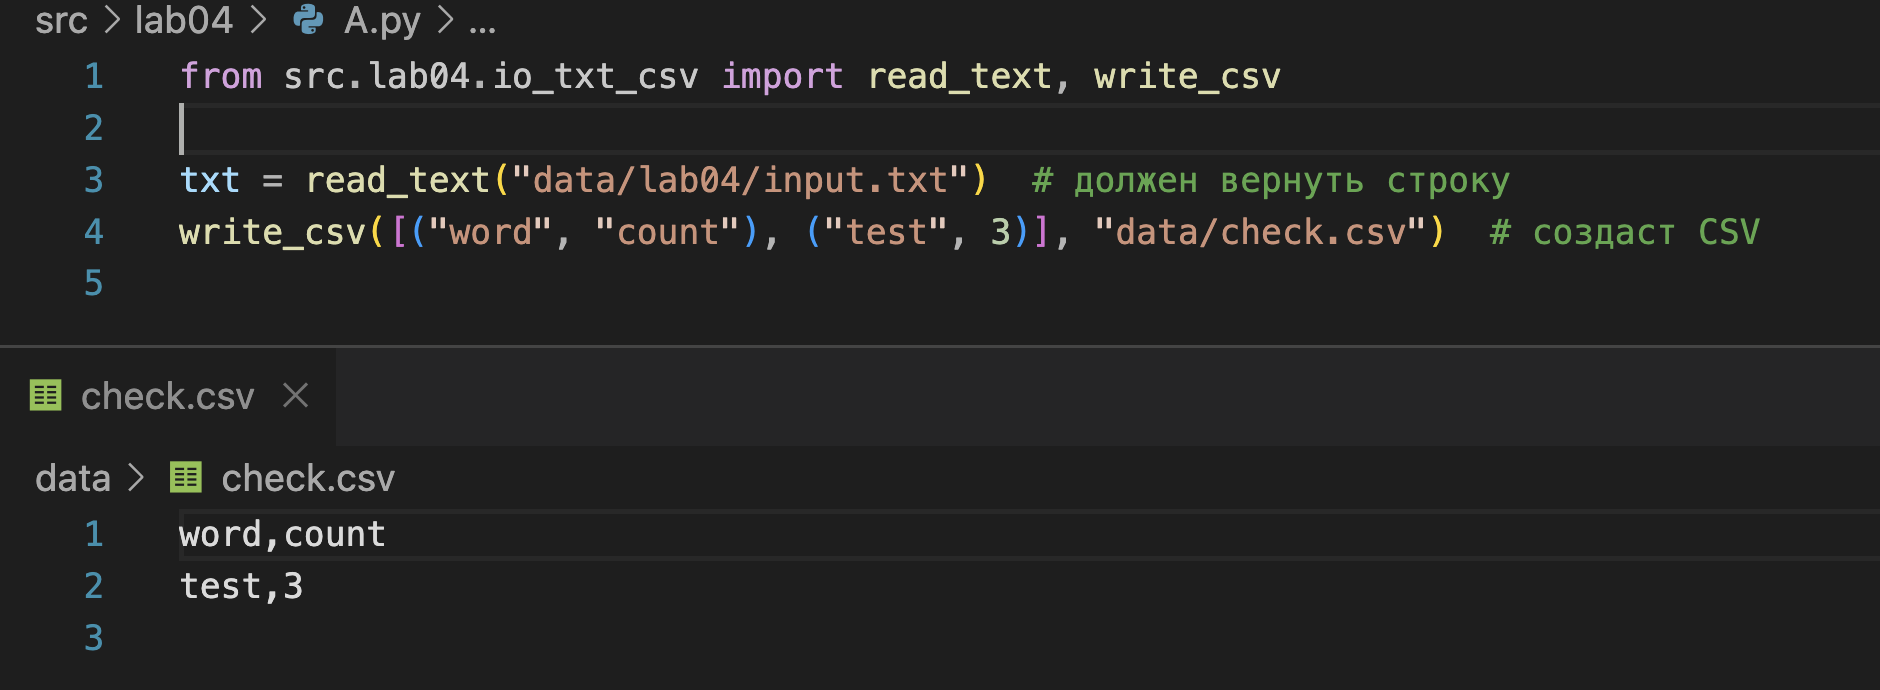 src > lab04 > A.py > ...
1 from src.lab04.io_txt_csv import read_text, write_csv
2
3 txt = read_text("data/lab04/input.txt")  # должен вернуть строку
4 write_csv([("word", "count"), ("test", 3)], "data/check.csv")  # создаст CSV
5
check.csv ×
data > check.csv
1 word,count
2 test,3
3